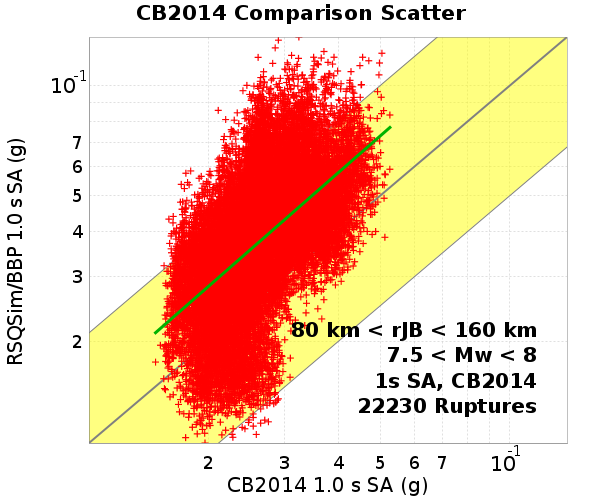 CB2014 Comparison Scatter
RSQSim/BBP 1.0 s SA (g)
10-1
7
6
5
4
3
2
80 km < rJB < 160 km
7.5 < Mw < 8
1s SA, CB2014
22230 Ruptures
2 3 4 5 6 7 10-1
CB2014 1.0 s SA (g)